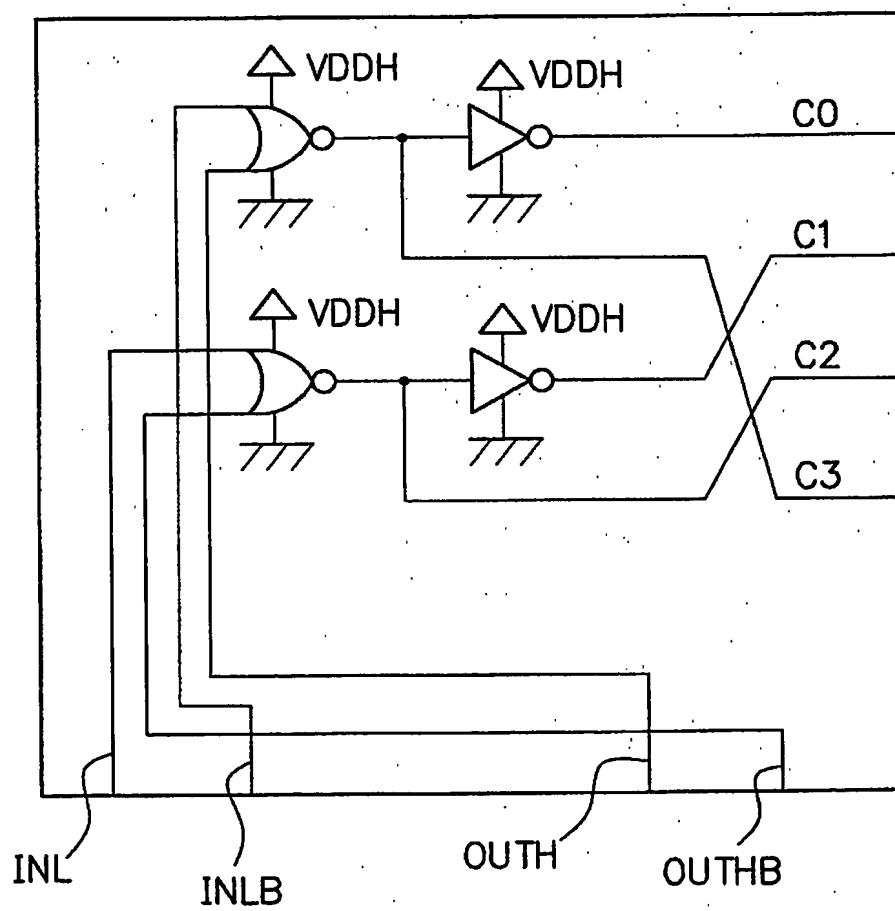 VDDH
VDDH
C0
C1
VDDH
VDDH
C2
C3
INL
INLB
OUTH
OUTHB